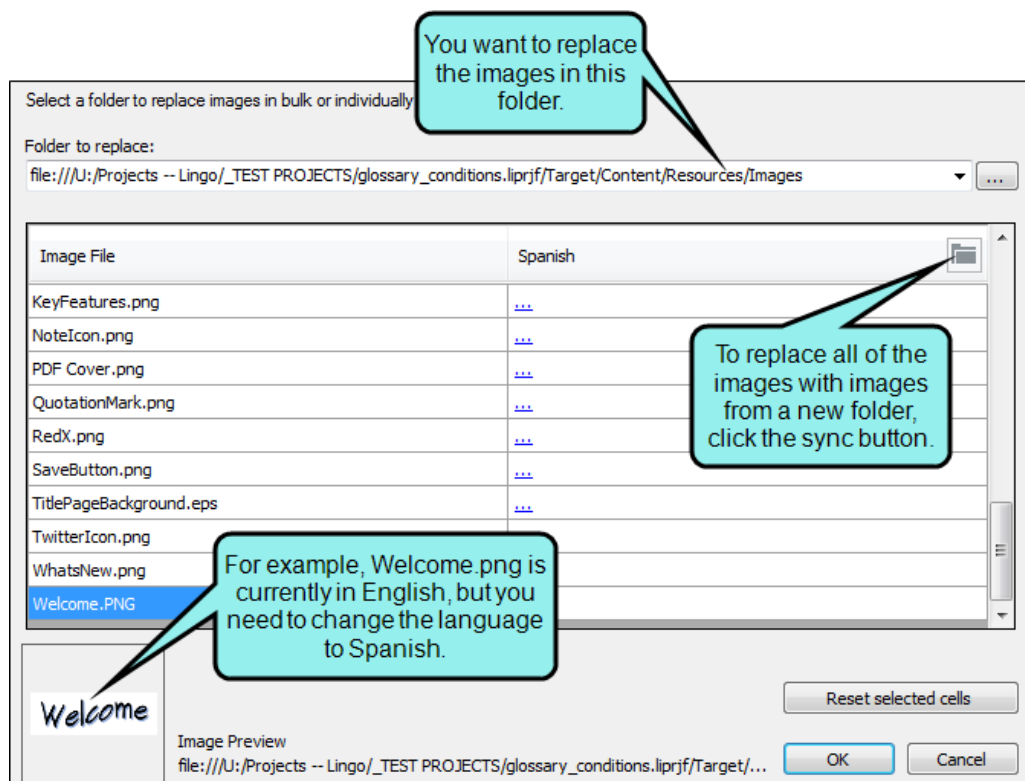 You want to replace
the images in this
folder.
Select a folder to replace images in bulk or individually
Folder to replace:
file:///U:/Projects -- Lingo/_TEST PROJECTS/glossary_conditions.liprjf/Target/Content/Resources/Images
...
Image File
Spanish
KeyFeatures.png
...
NoteIcon.png
...
PDF Cover.png
...
QuotationMark.png
...
RedX.png
...
SaveButton.png
...
TitlePageBackground.eps
...
TwitterIcon.png
WhatsNew.png
Welcome.PNG
To replace all of the
images with images
from a new folder,
click the sync button.
For example, Welcome.png is
currently in English, but you
need to change the language
to Spanish.
Welcome
Reset selected cells
Image Preview
file:///U:/Projects -- Lingo/_TEST PROJECTS/glossary_conditions.liprjf/Target/...
OK
Cancel